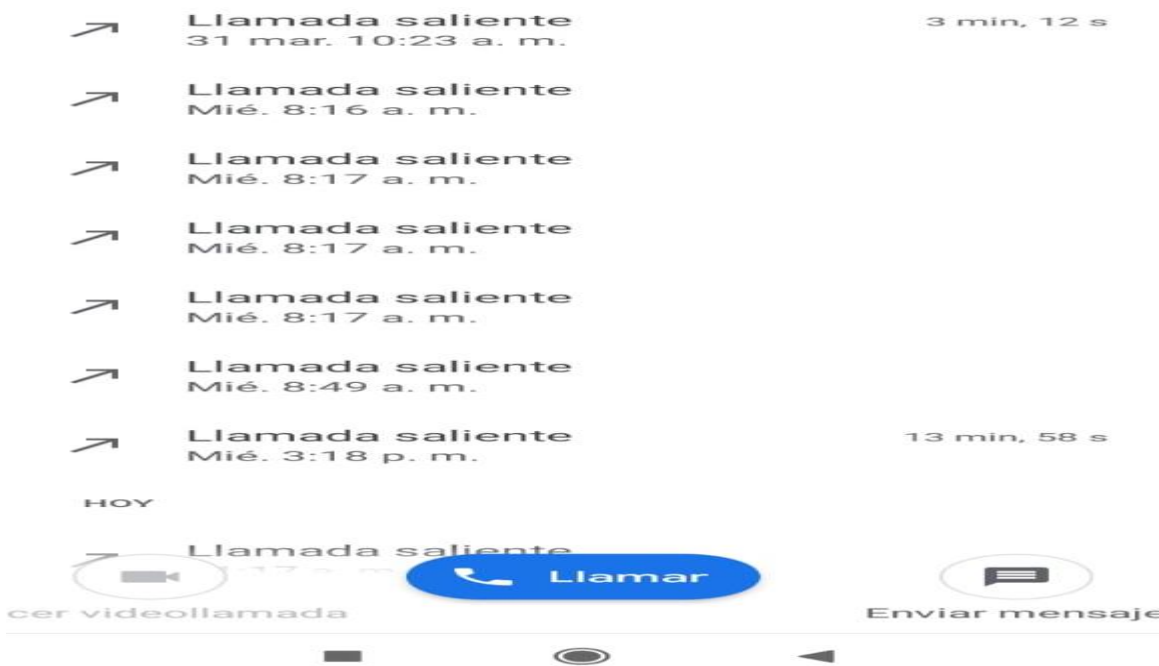 Llamada saliente
3 min, 12 s
31 mar. 10:23 a. m.
Llamada saliente
Mié. 8:16 a. m.
Llamada saliente
Mié. 8:17 a. m.
Llamada saliente
Mié. 8:17 a. m.
Llamada saliente
Mié. 8:17 a. m.
Llamada saliente
Mié. 8:49 a. m.
Llamada saliente
13 min, 58 s
Mié. 3:18 p. m.
HOY
Llamada saliente
Llamar
cer videollamada
Enviar mensaje